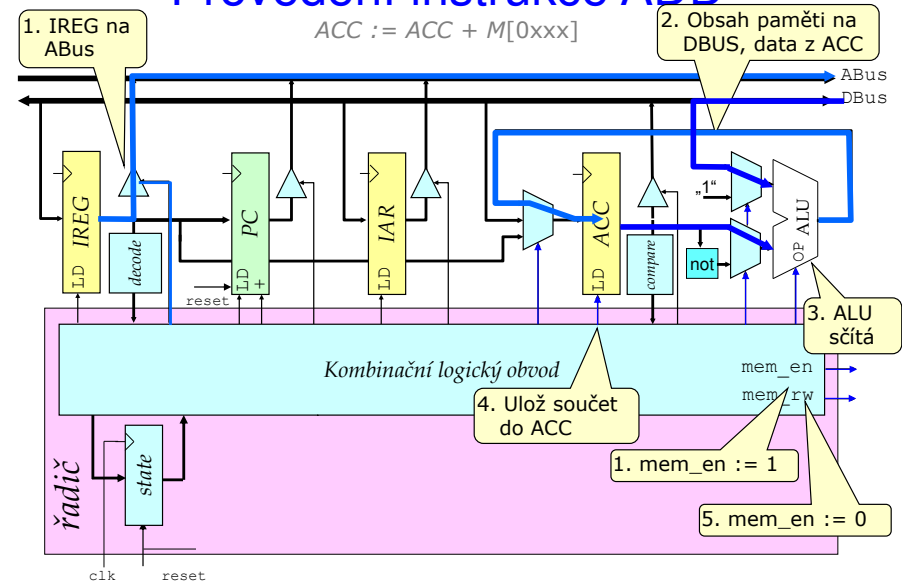 Provedení instrukce ADD
ACC := ACC + M[0xxx]
1. IREG na
ABus
2. Obsah paměti na
DBUS, data z ACC
ABus
DBus
IREG
LD
decode
PC
LD
+
reset
IAR
LD
ACC
LD
compare
„1“
not
ALU
OP
3. ALU
sčítá
Kombinační logický obvod
mem_en
mem_rw
4. Ulož součet
do ACC
1. mem_en := 1
5. mem_en := 0
řadič
state
clk
reset